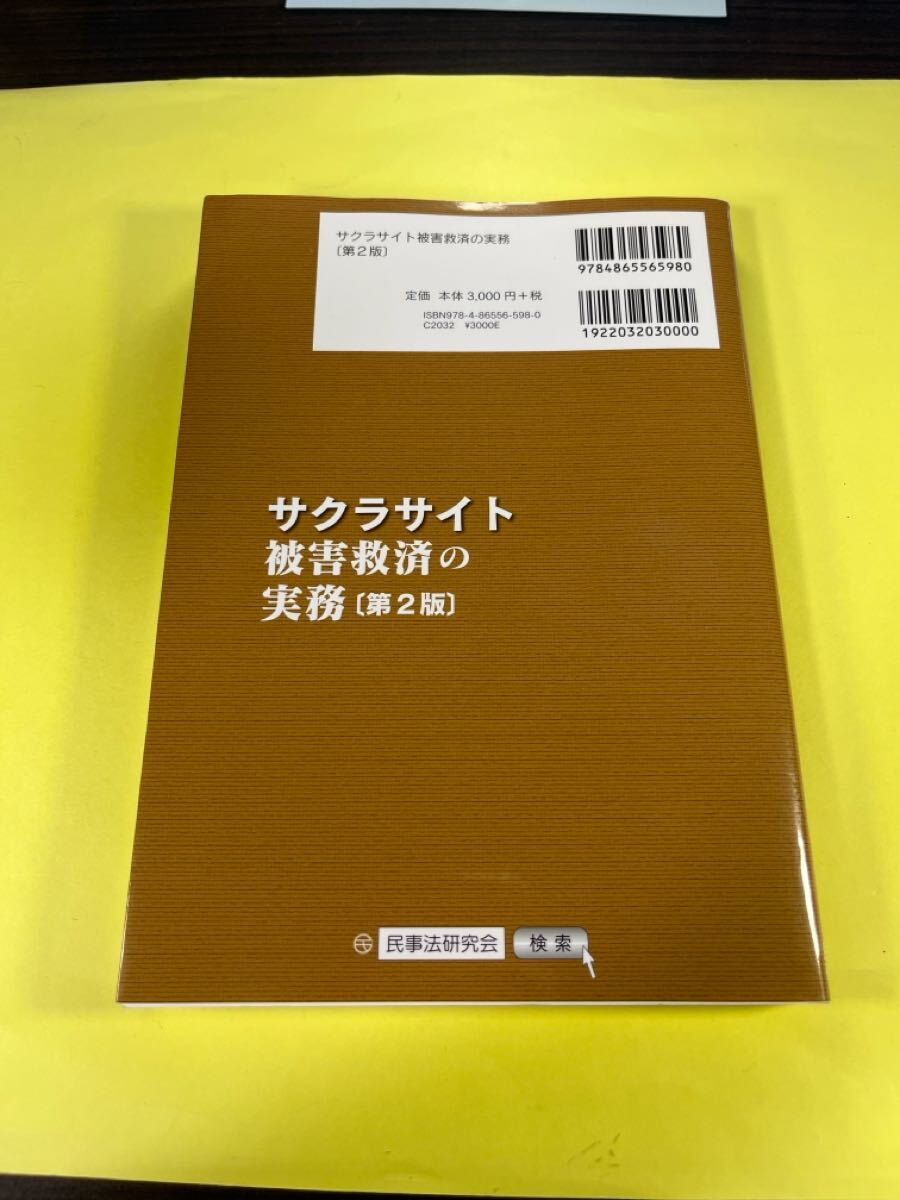 サクラサイト被害救済の実務
〔第2版〕
9784865565980
定価 本体 3,000 円+税
ISBN978-4-86556-598-0
C2032 ¥3000E
1922032030000
サクラサイト
被害救済の
実務〔第2版〕
民 民事法研究会 検索